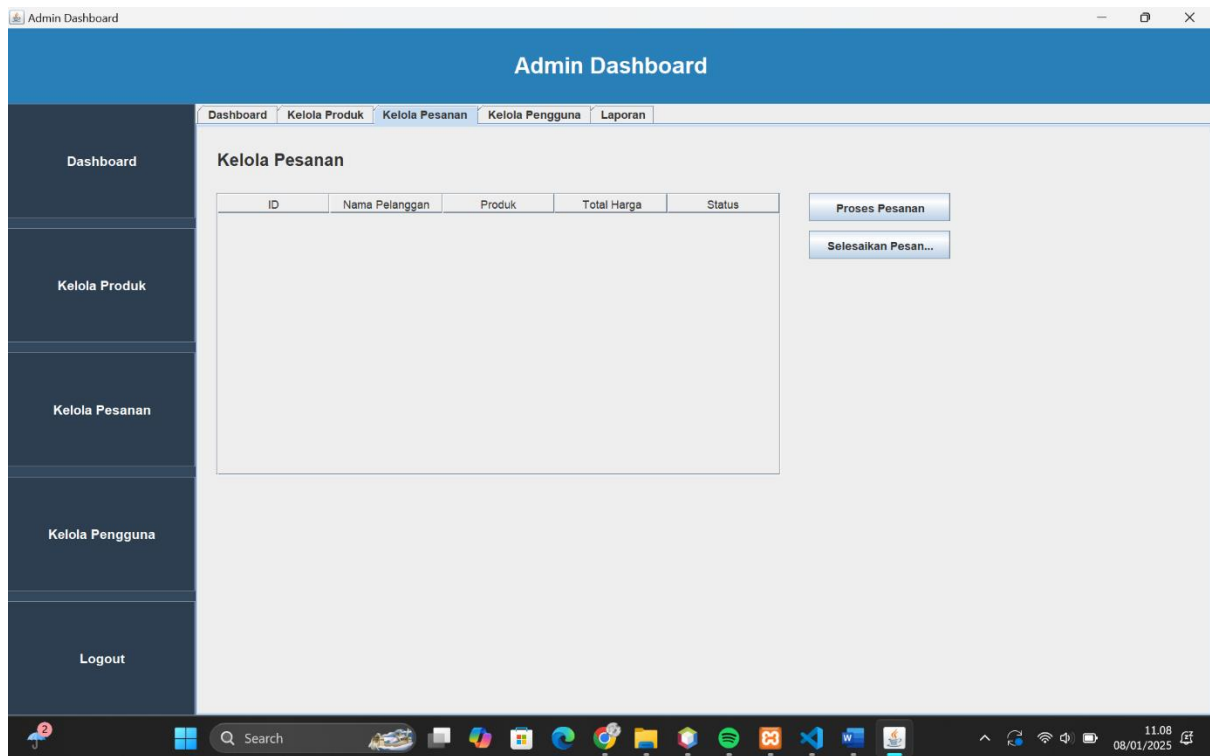 Admin Dashboard
Admin Dashboard
Dashboard Kelola Produk Kelola Pesanan Kelola Pengguna Laporan
Dashboard
Kelola Pesanan
ID Nama Pelanggan Produk Total Harga Status
Proses Pesanan
Selesaikan Pesan...
Kelola Produk
Kelola Pesanan
Kelola Pengguna
Logout
2
Search
11.08
08/01/2025